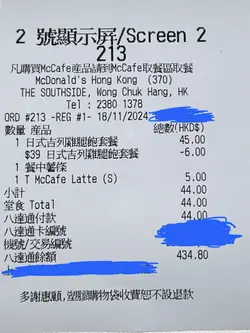 2 號顯示屏/Screen 2
213
凡購買McCafe產品請到McCafe取餐區取餐
McDonald's Hong Kong (370)
THE SOUTHSIDE, Wong Chuk Hang, HK
Tel : 2380 1378
ORD #213 -REG #1- 18/11/2024
數量 產品 總數(HKD$)
1 日式吉列雞腿飽套餐 45.00
$39 日式吉列雞腿飽套餐 -6.00
1 餐中薯條
1 T McCafe Latte (S) 5.00
小計 44.00
堂食 Total 44.00
八達通付款 44.00
八達通卡編號
機號/交易編號
八達通餘額 434.80
多謝惠顧，塑膠購物袋收費恕不設退款